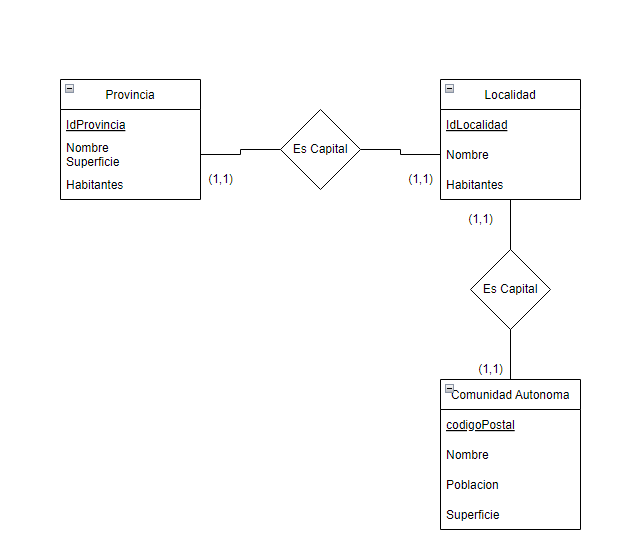 Provincia
IdProvincia
Nombre
Superficie
Habitantes
(1,1)
Es Capital
(1,1)
Localidad
IdLocalidad
Nombre
Habitantes
(1,1)
Es Capital
(1,1)
Comunidad Autonoma
codigoPostal
Nombre
Poblacion
Superficie